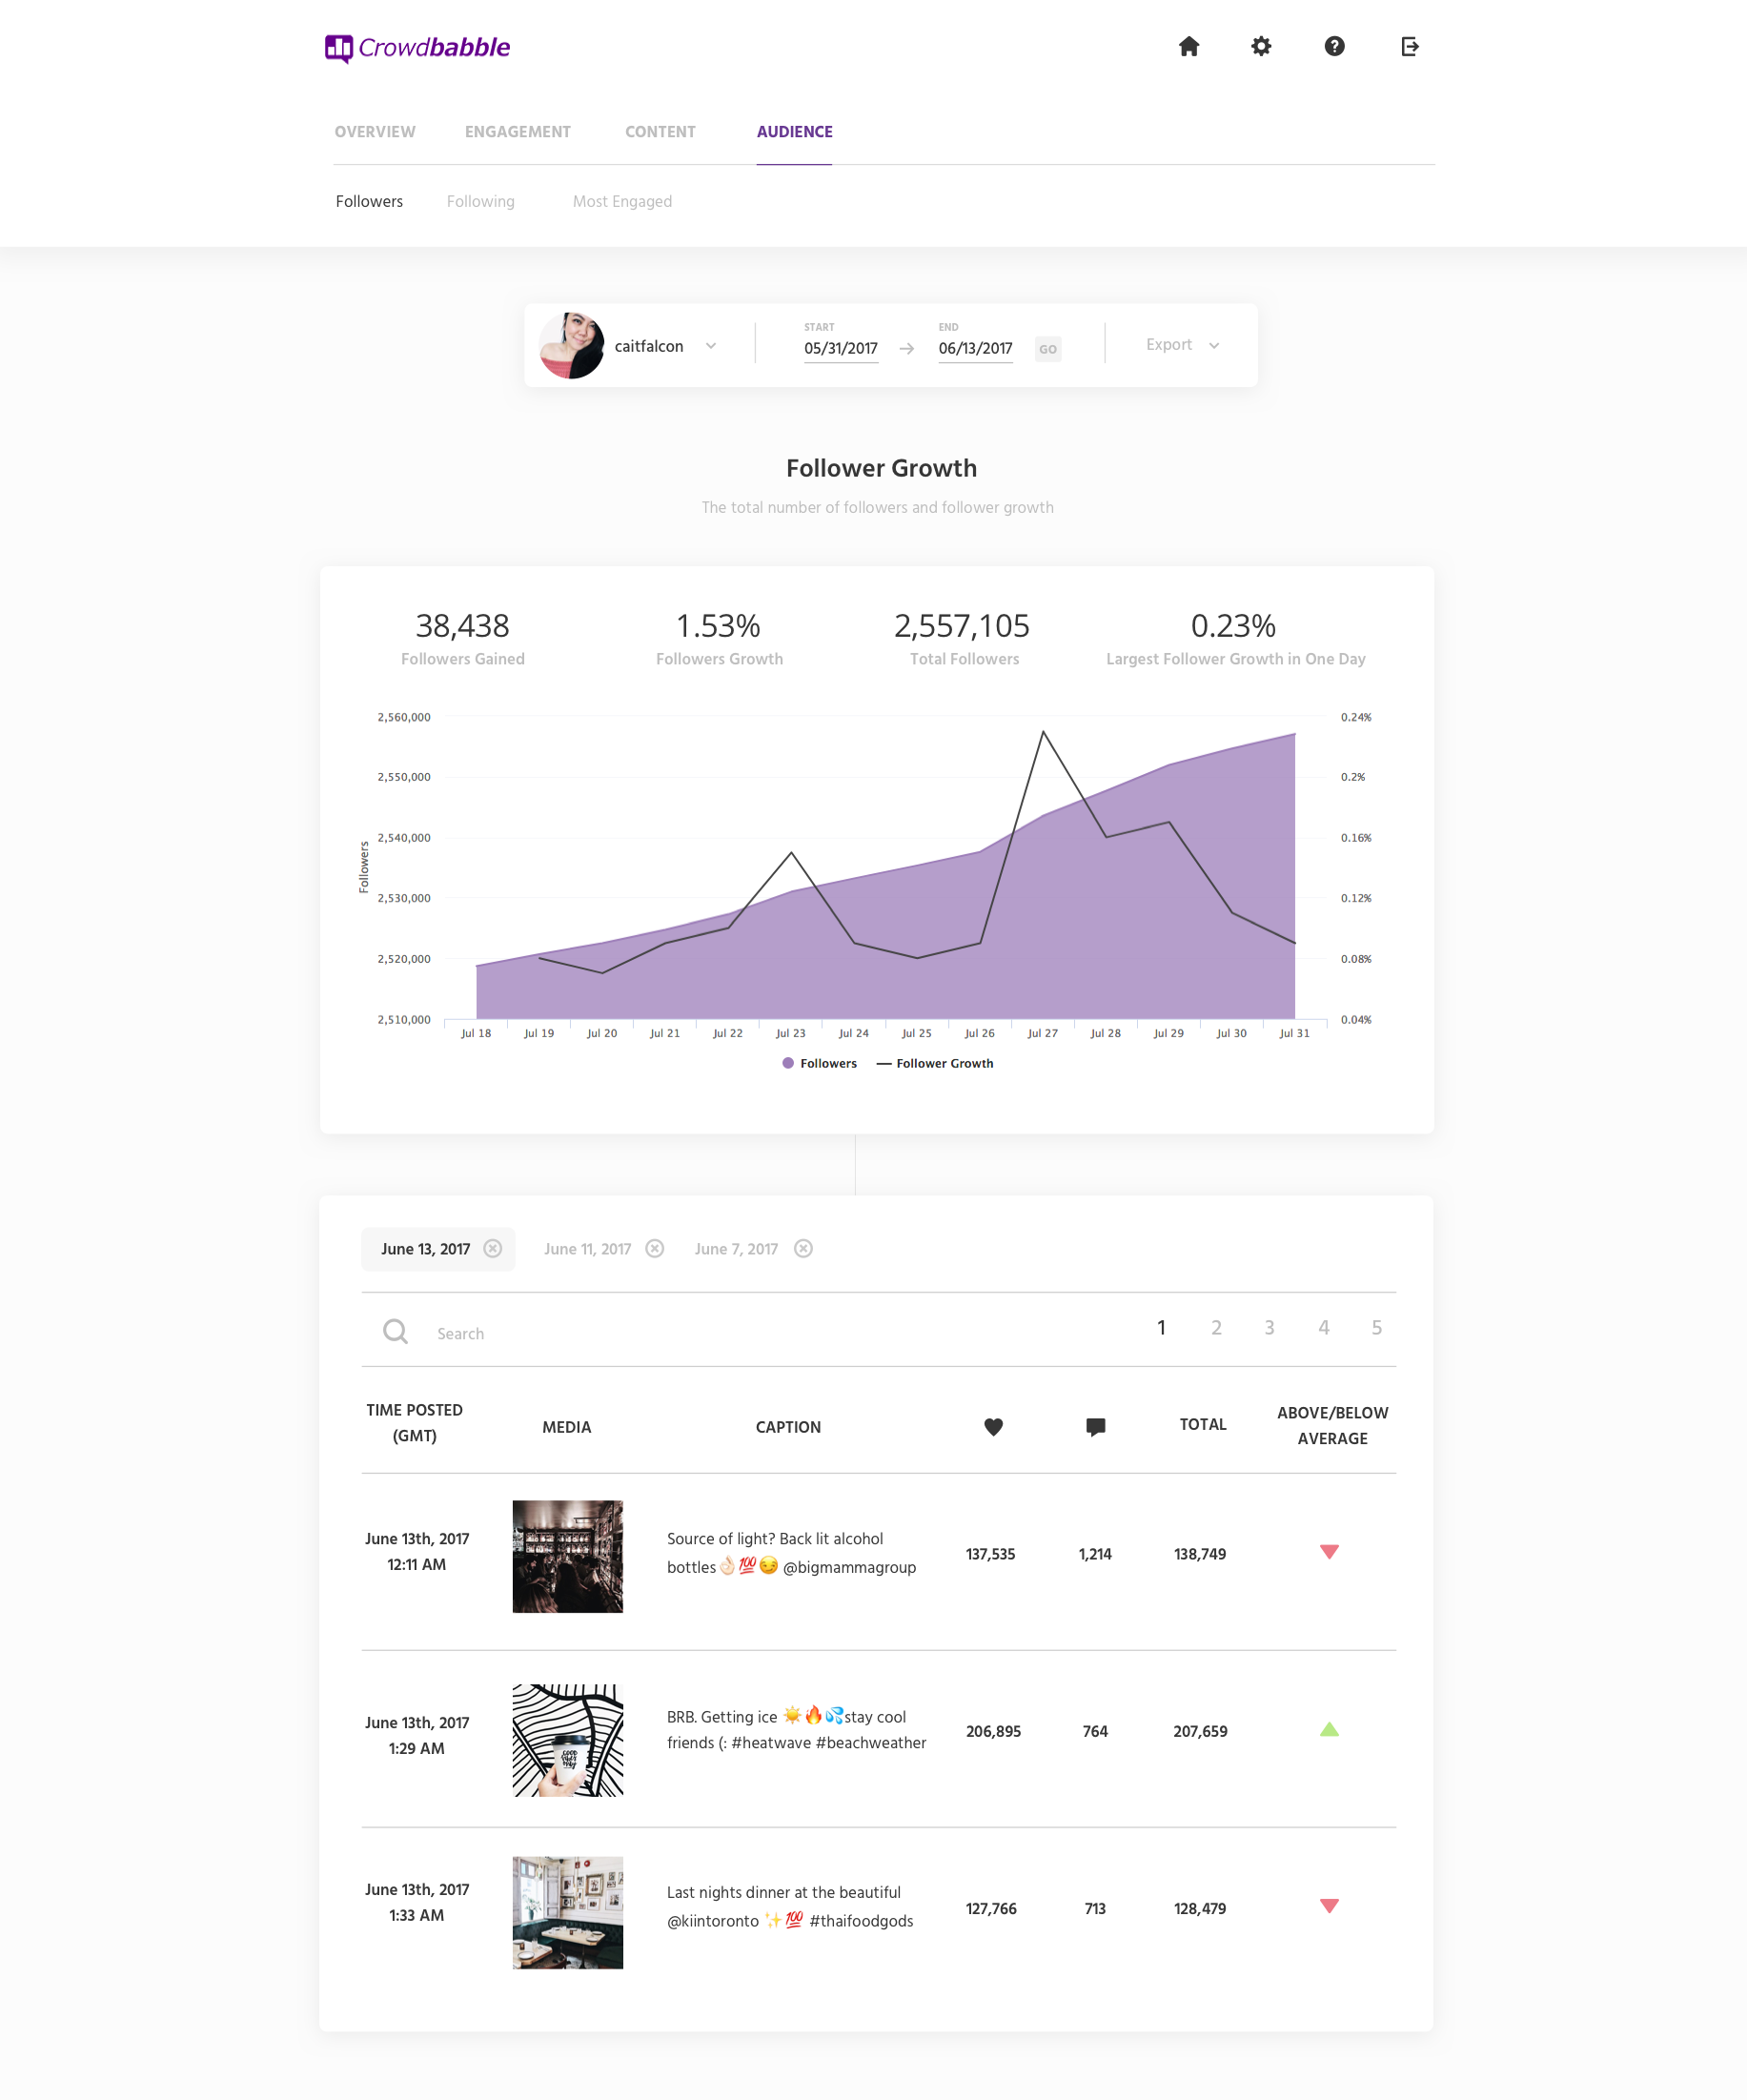 Crowdbabble
OVERVIEW ENGAGEMENT CONTENT AUDIENCE
Followers Following Most Engaged
caitfalcon
START
05/31/2017
END
06/13/2017
GO
Export
Follower Growth
The total number of followers and follower growth
38,438
Followers Gained
1.53%
Followers Growth
2,557,105
Total Followers
0.23%
Largest Follower Growth in One Day
Followers
2,560,000
2,550,000
2,540,000
2,530,000
2,520,000
2,510,000
0.24%
0.2%
0.16%
0.12%
0.08%
0.04%
Jul 18 Jul 19 Jul 20 Jul 21 Jul 22 Jul 23 Jul 24 Jul 25 Jul 26 Jul 27 Jul 28 Jul 29 Jul 30 Jul 31
Followers Follower Growth
June 13, 2017 June 11, 2017 June 7, 2017
Search
1 2 3 4 5
TIME POSTED
(GMT)
MEDIA
CAPTION
TOTAL
ABOVE/BELOW
AVERAGE
June 13th, 2017
12:11 AM
Source of light? Back lit alcohol
bottles👌🏻💯😏 @bigmammagroup
137,535
1,214
138,749
June 13th, 2017
1:29 AM
GOOD
BRB. Getting ice ☀️🔥💦stay cool
friends (: #heatwave #beachweather
206,895
764
207,659
June 13th, 2017
1:33 AM
Last nights dinner at the beautiful
@kiintoronto ✨💯 #thaifoodgods
127,766
713
128,479